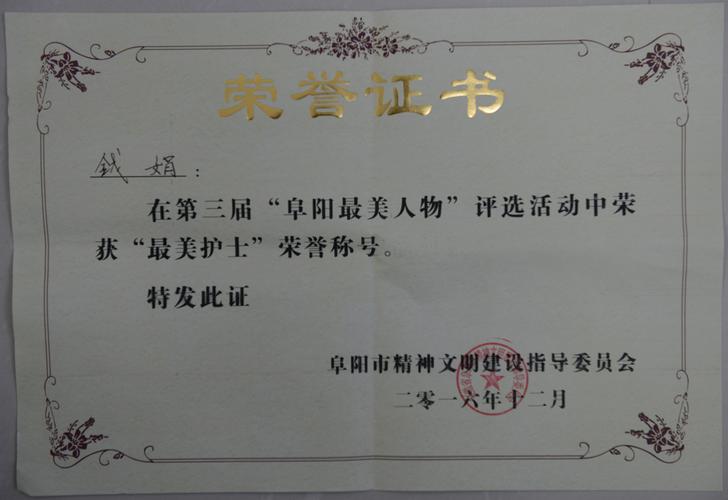 荣誉证书
钱娟：
在第三届“阜阳最美人物”评选活动中荣
获“最美护士”荣誉称号。
特发此证
阜阳市精神文明建设指导委员会
二零一六年十二月